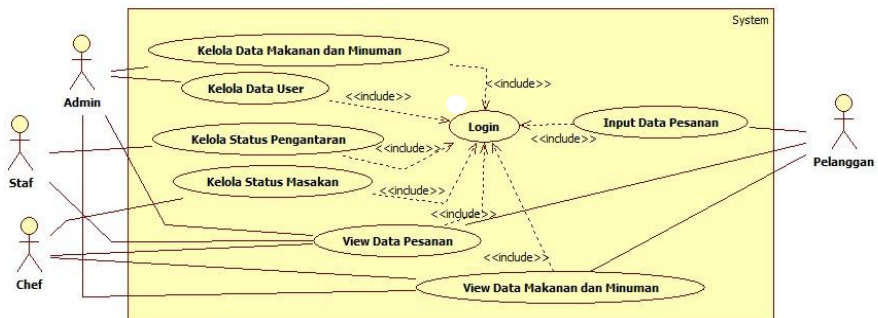 System
Kelola Data Makanan dan Minuman
<<include>>
Kelola Data User
<<include>>
Admin
Login
Input Data Pesanan
<<include>>
Kelola Status Pengantaran
<<include>>
Staf
Pelanggan
Kelola Status Masakan
<<include>>
<<include>>
View Data Pesanan
<<include>>
Chef
View Data Makanan dan Minuman